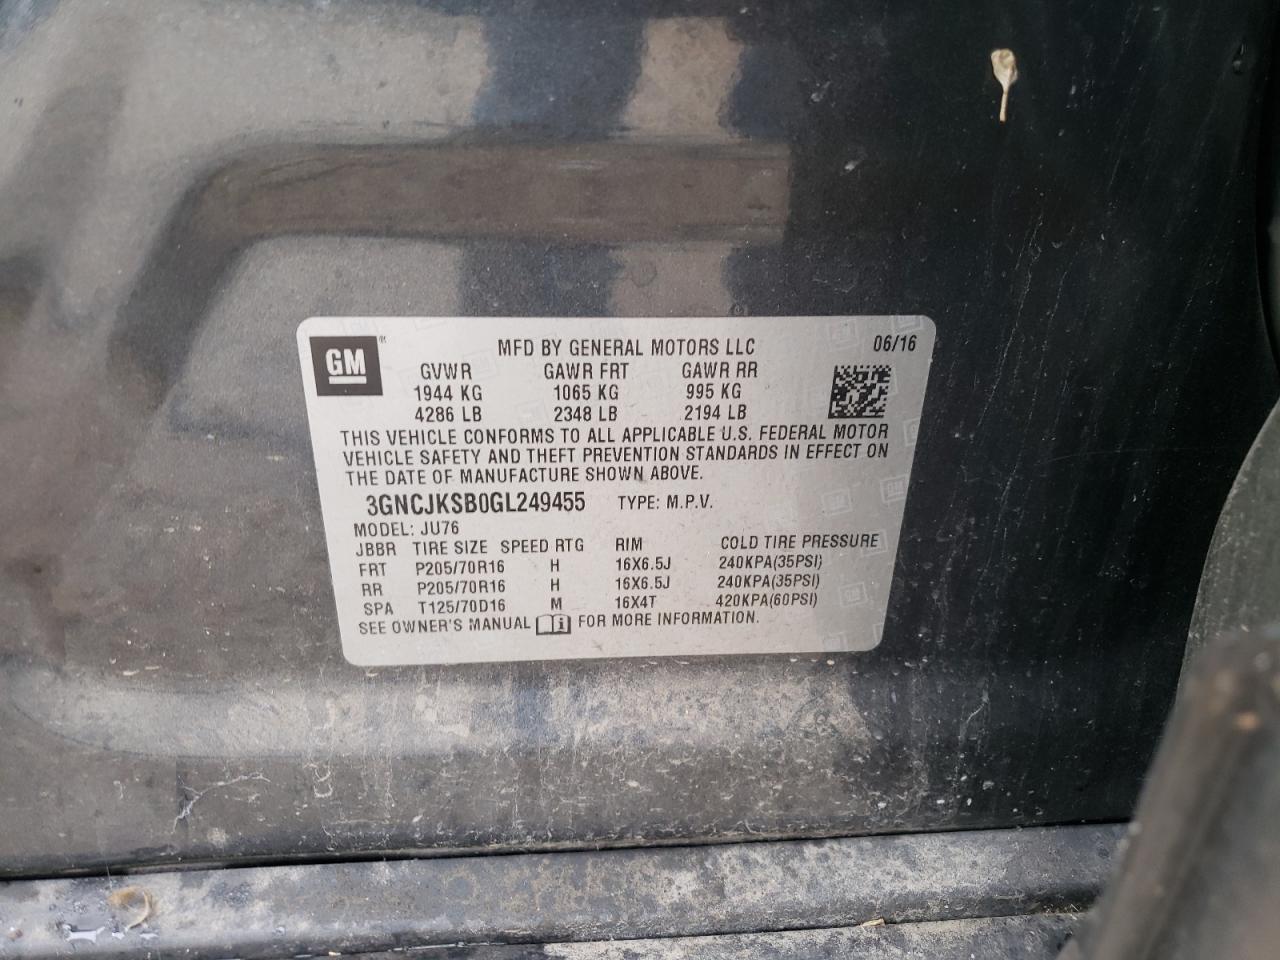 GM
MFD BY GENERAL MOTORS LLC 06/16
GVWR GAWR FRT GAWR RR
1944 KG 1065 KG 995 KG
4286 LB 2348 LB 2194 LB
THIS VEHICLE CONFORMS TO ALL APPLICABLE U.S. FEDERAL MOTOR
VEHICLE SAFETY AND THEFT PREVENTION STANDARDS IN EFFECT ON
THE DATE OF MANUFACTURE SHOWN ABOVE.
3GNCJKSB0GL249455 TYPE: M.P.V.
MODEL: JU76
JBBR TIRE SIZE SPEED RTG RIM COLD TIRE PRESSURE
FRT P205/70R16 H 16X6.5J 240KPA(35PSI)
RR P205/70R16 H 16X6.5J 240KPA(35PSI)
SPA T125/70D16 M 16X4T 420KPA(60PSI)
SEE OWNER'S MANUAL i FOR MORE INFORMATION.